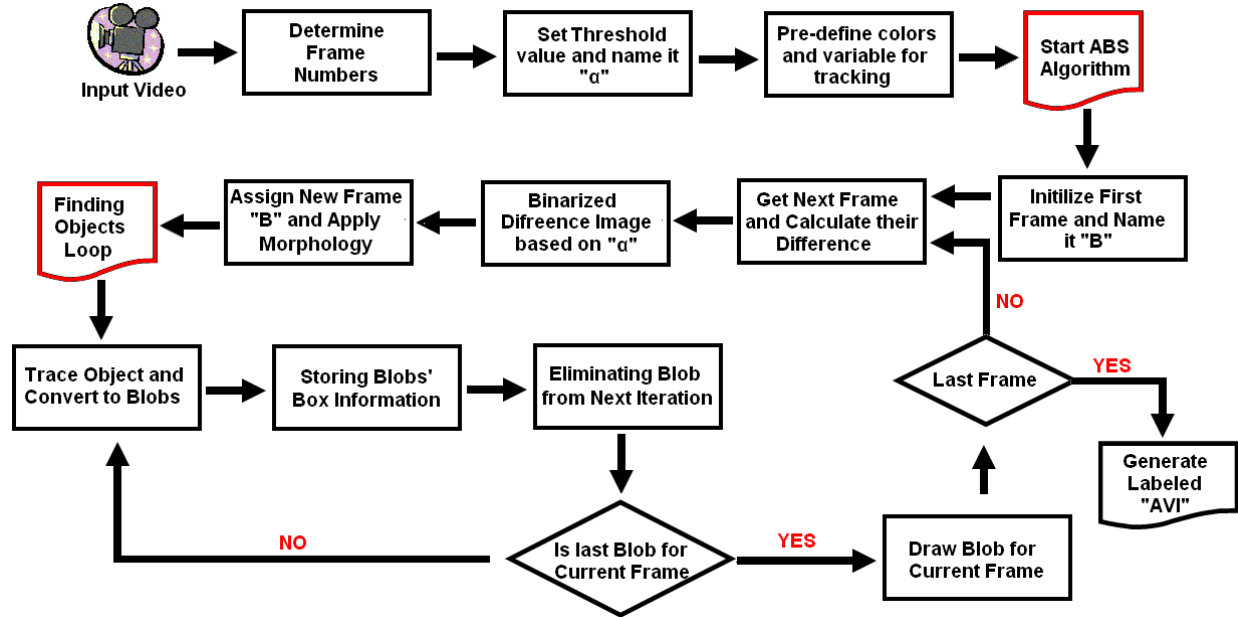 Input Video
Determine
Frame
Numbers
Set Threshold
value and name it
"α"
Pre-define colors
and variable for
tracking
Start ABS
Algorithm
Initilize First
Frame and Name
it "B"
Get Next Frame
and Calculate their
Difference
Binarized
Difreence Image
based on "α"
Assign New Frame
"B" and Apply
Morphology
Finding
Objects
Loop
Trace Object and
Convert to Blobs
Storing Blobs'
Box Information
Eliminating Blob
from Next Iteration
Is last Blob for
Current Frame
NO
YES
Draw Blob for
Current Frame
Last Frame
NO
YES
Generate
Labeled
"AVI"